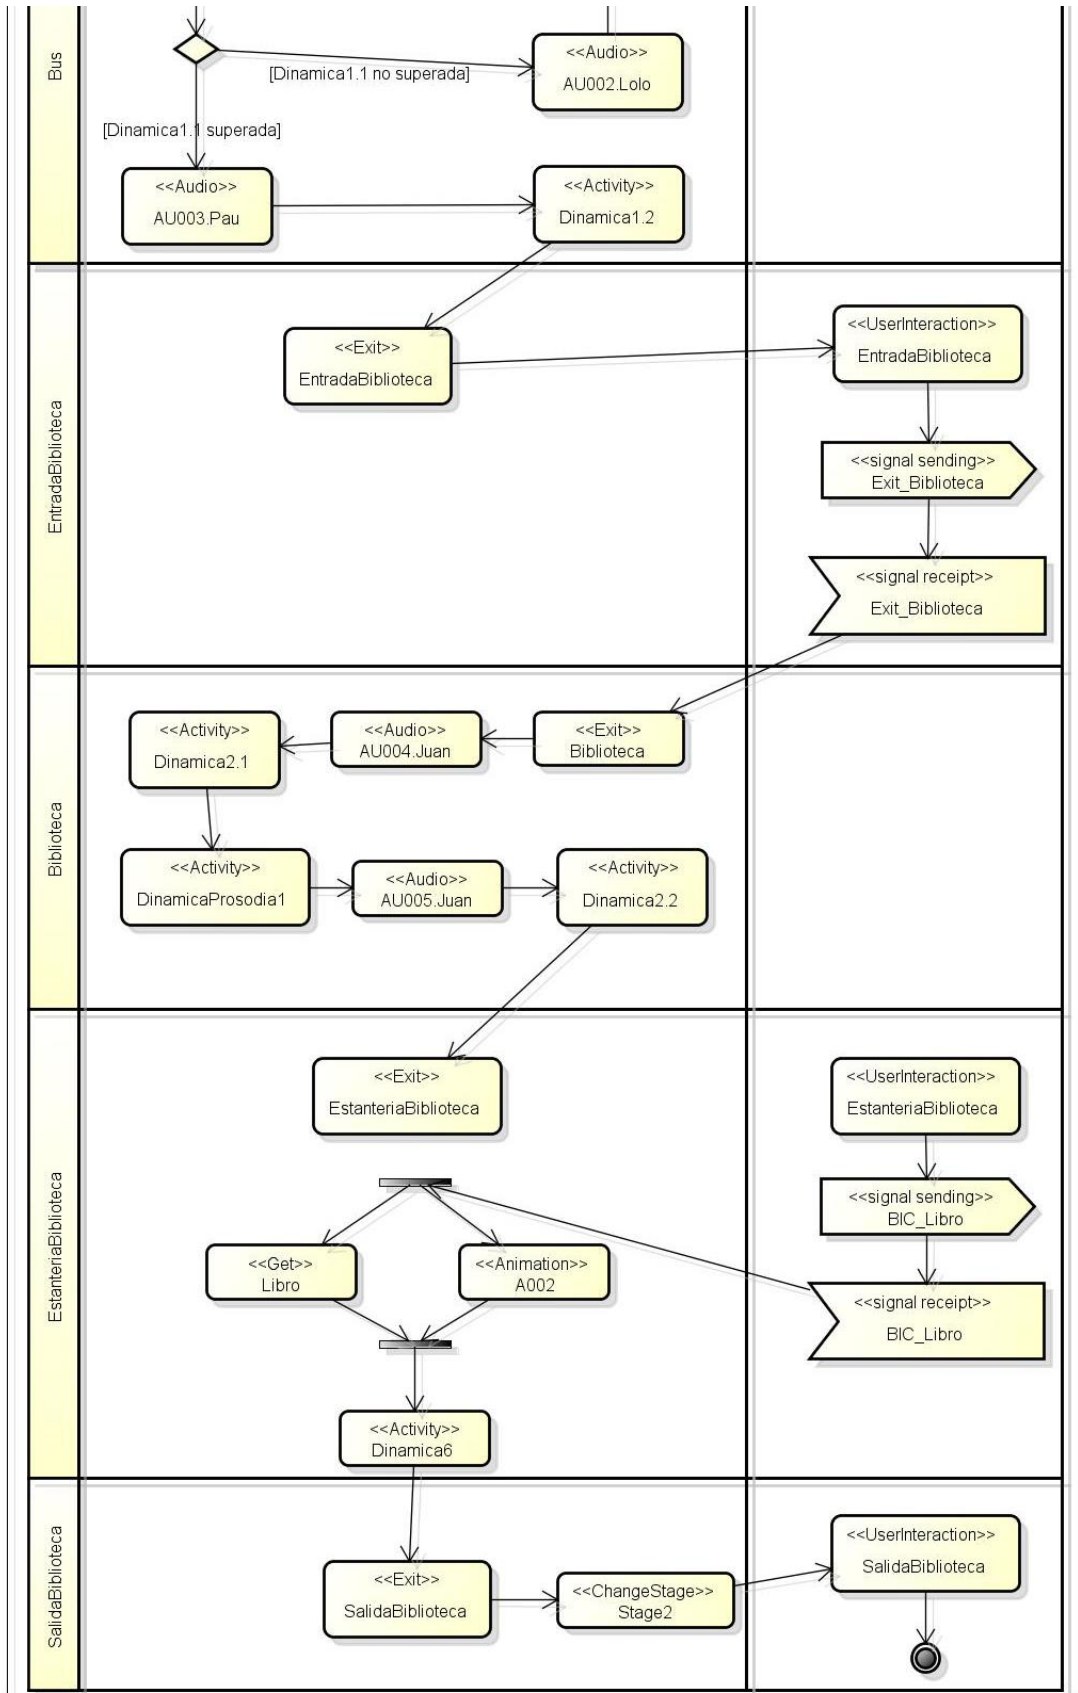 Bus
<<Audio>>
AU002.Lolo
[Dinamica1.1 no superada]
[Dinamica1.1 superada]
<<Audio>>
AU003.Pau
<<Activity>>
Dinamica1.2
EntradaBiblioteca
<<Exit>>
EntradaBiblioteca
<<UserInteraction>>
EntradaBiblioteca
<<signal sending>>
Exit_Biblioteca
<<signal receipt>>
Exit_Biblioteca
Biblioteca
<<Activity>>
Dinamica2.1
<<Audio>>
AU004.Juan
<<Exit>>
Biblioteca
<<Activity>>
DinamicaProsodia1
<<Audio>>
AU005.Juan
<<Activity>>
Dinamica2.2
EstanteriaBiblioteca
<<Exit>>
EstanteriaBiblioteca
<<UserInteraction>>
EstanteriaBiblioteca
<<signal sending>>
BIC_Libro
<<Get>>
Libro
<<Animation>>
A002
<<signal receipt>>
BIC_Libro
<<Activity>>
Dinamica6
SalidaBiblioteca
<<Exit>>
SalidaBiblioteca
<<ChangeStage>>
Stage2
<<UserInteraction>>
SalidaBiblioteca